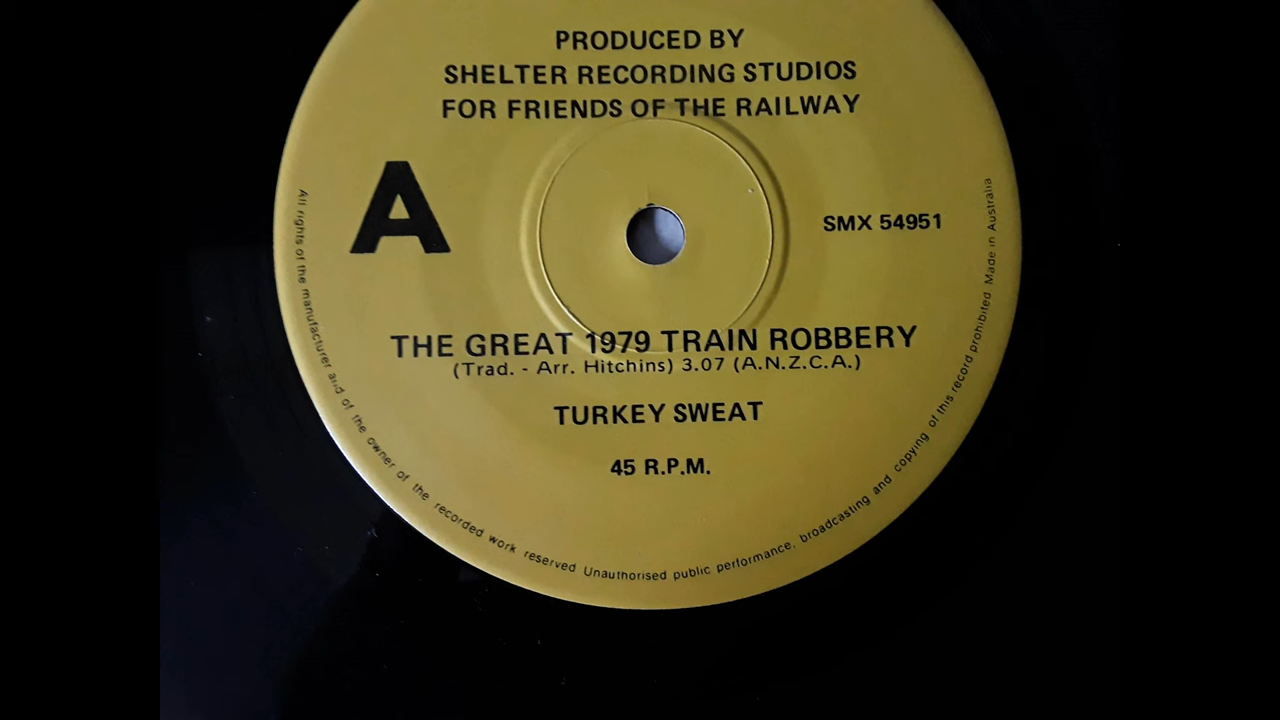 PRODUCED BY
SHELTER RECORDING STUDIOS
FOR FRIENDS OF THE RAILWAY
A
SMX 54951
THE GREAT 1979 TRAIN ROBBERY
(Trad. - Arr. Hitchins) 3.07 (A.N.Z.C.A.)
TURKEY SWEAT
45 R.P.M.
All rights of the manufacturer and of the owner of the recorded work reserved Unauthorised public performance, broadcasting and copying of this record prohibited Made in Australia